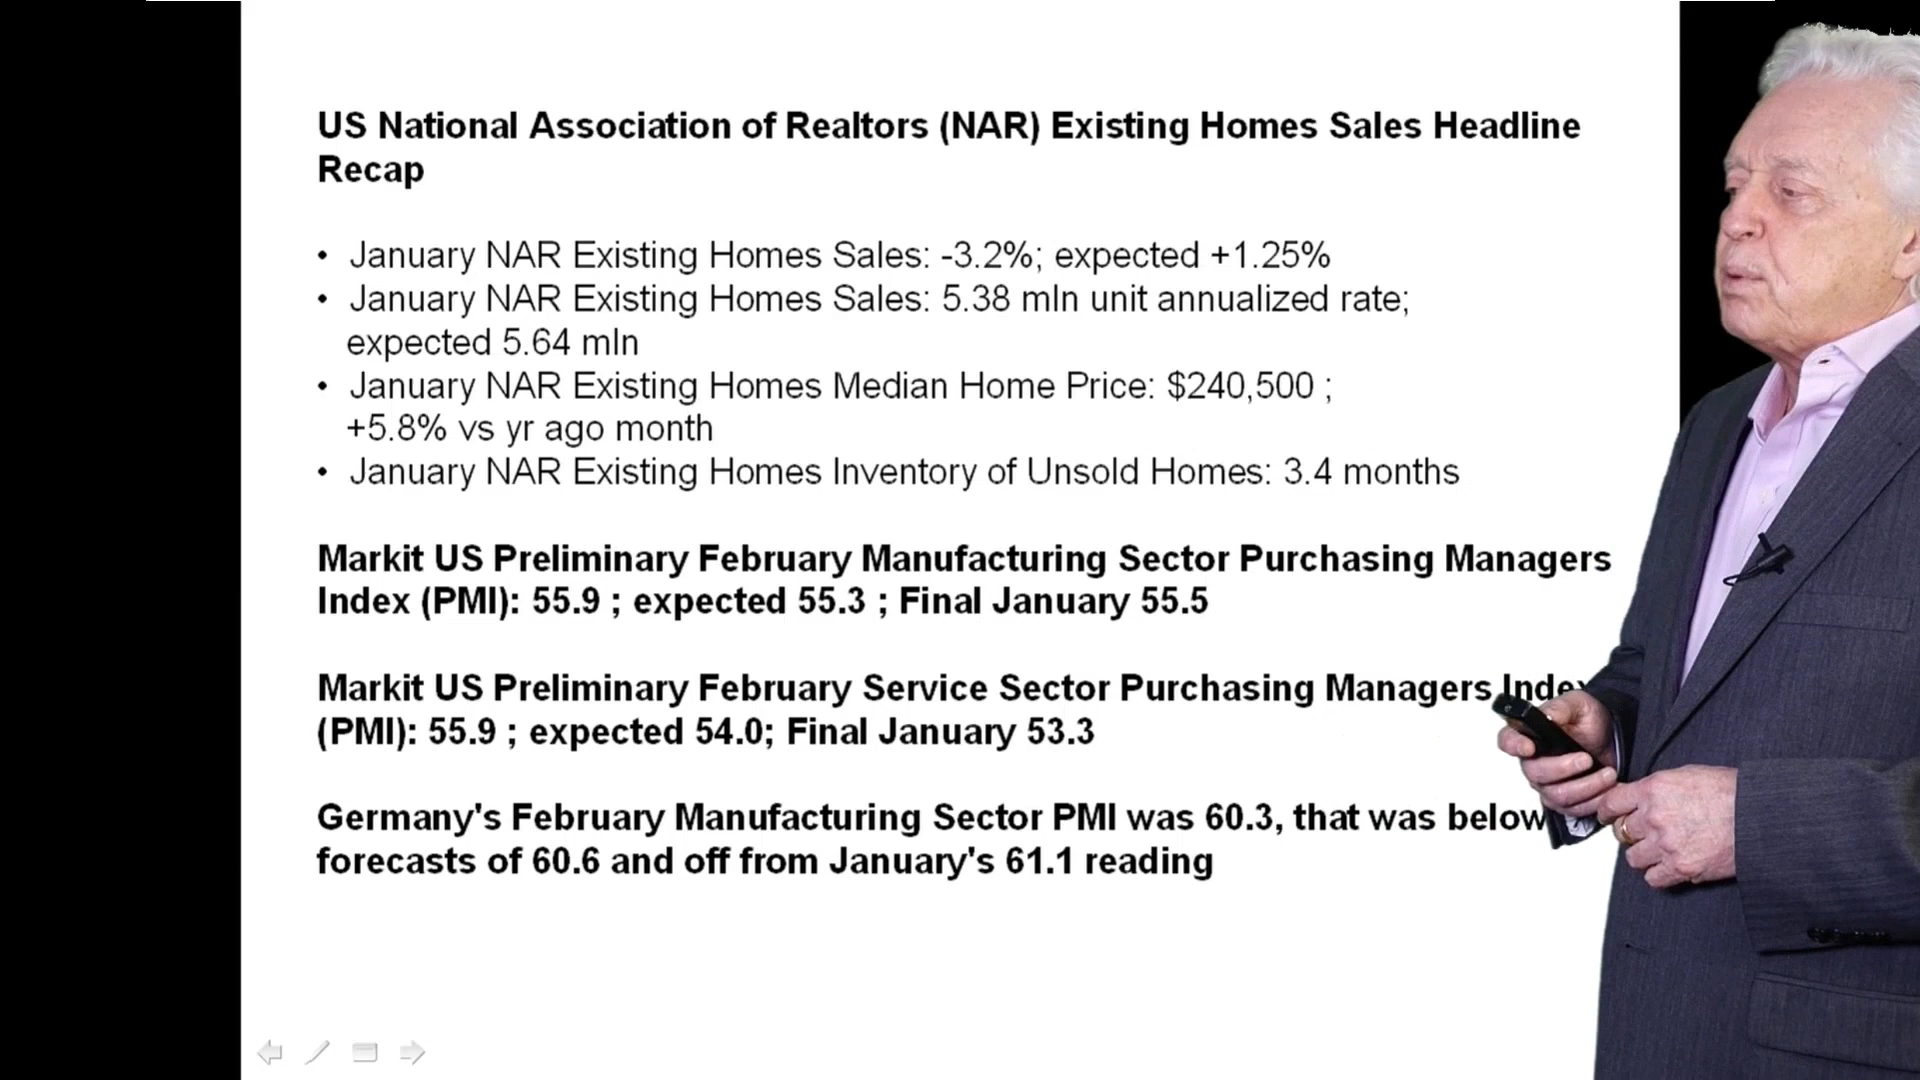 US National Association of Realtors (NAR) Existing Homes Sales Headline
Recap
• January NAR Existing Homes Sales: -3.2%; expected +1.25%
• January NAR Existing Homes Sales: 5.38 mln unit annualized rate;
expected 5.64 mln
• January NAR Existing Homes Median Home Price: $240,500 ;
+5.8% vs yr ago month
• January NAR Existing Homes Inventory of Unsold Homes: 3.4 months
Markit US Preliminary February Manufacturing Sector Purchasing Managers
Index (PMI): 55.9 ; expected 55.3 ; Final January 55.5
Markit US Preliminary February Service Sector Purchasing Managers Index
(PMI): 55.9 ; expected 54.0; Final January 53.3
Germany's February Manufacturing Sector PMI was 60.3, that was below
forecasts of 60.6 and off from January's 61.1 reading